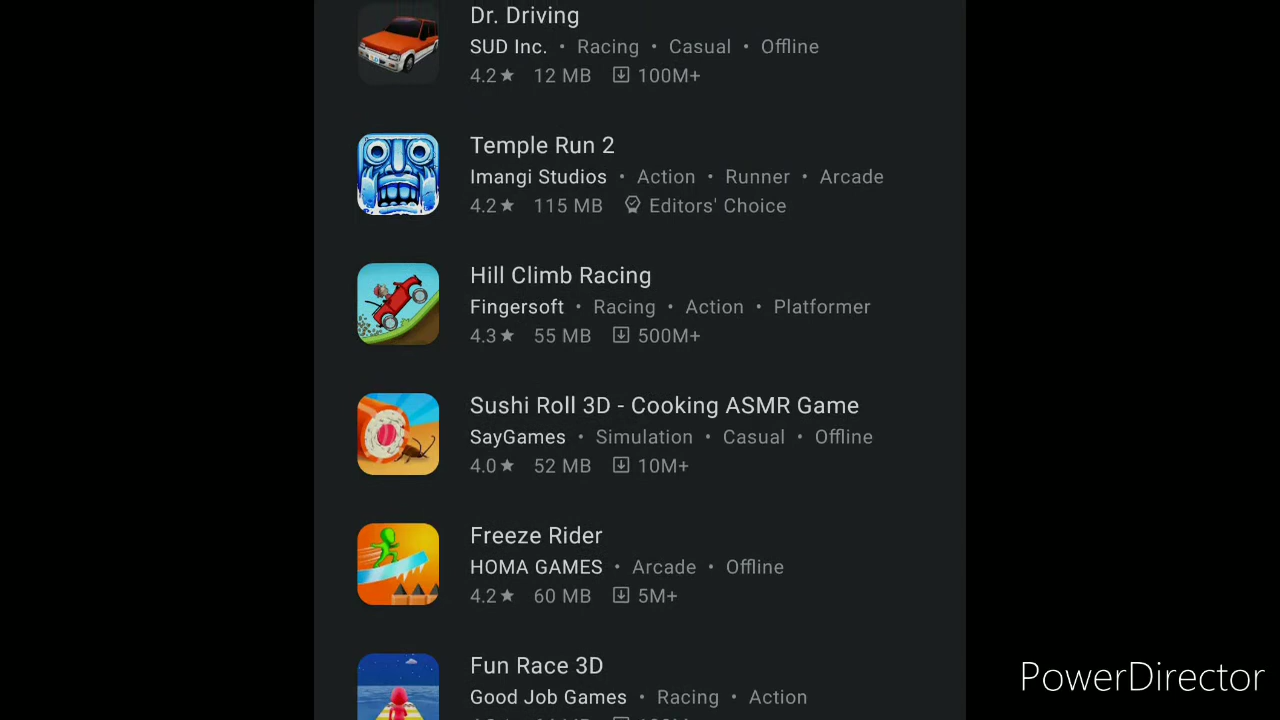 Dr. Driving
SUD Inc. • Racing • Casual • Offline
4.2★ 12 MB 100M+
Temple Run 2
Imangi Studios • Action • Runner • Arcade
4.2★ 115 MB Editors' Choice
Hill Climb Racing
Fingersoft • Racing • Action • Platformer
4.3★ 55 MB 500M+
Sushi Roll 3D - Cooking ASMR Game
SayGames • Simulation • Casual • Offline
4.0★ 52 MB 10M+
Freeze Rider
HOMA GAMES • Arcade • Offline
4.2★ 60 MB 5M+
Fun Race 3D
Good Job Games • Racing • Action
PowerDirector